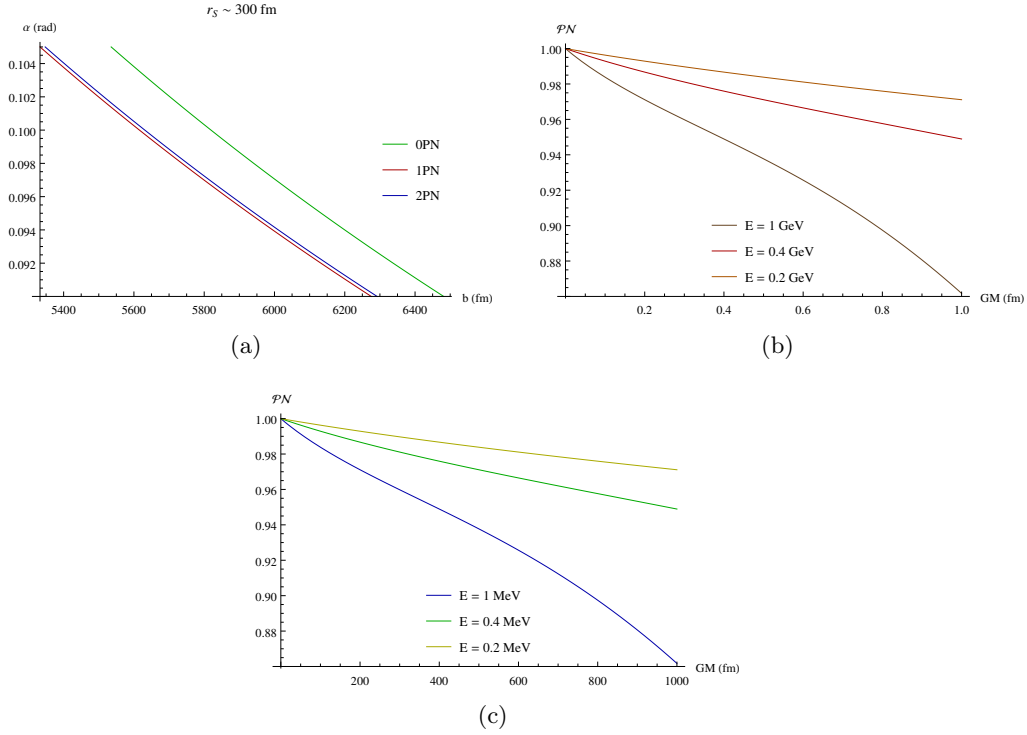 r_S ~ 300 fm
α (rad)
0.104
0.102
0.100
0.098
0.096
0.094
0.092
5400
5600
5800
6000
6200
6400
b (fm)
0PN
1PN
2PN
(a)
𝒫𝒩
1.00
0.98
0.96
0.94
0.92
0.90
0.88
0.2
0.4
0.6
0.8
1.0
GM (fm)
E = 1 GeV
E = 0.4 GeV
E = 0.2 GeV
(b)
𝒫𝒩
1.00
0.98
0.96
0.94
0.92
0.90
0.88
200
400
600
800
1000
GM (fm)
E = 1 MeV
E = 0.4 MeV
E = 0.2 MeV
(c)